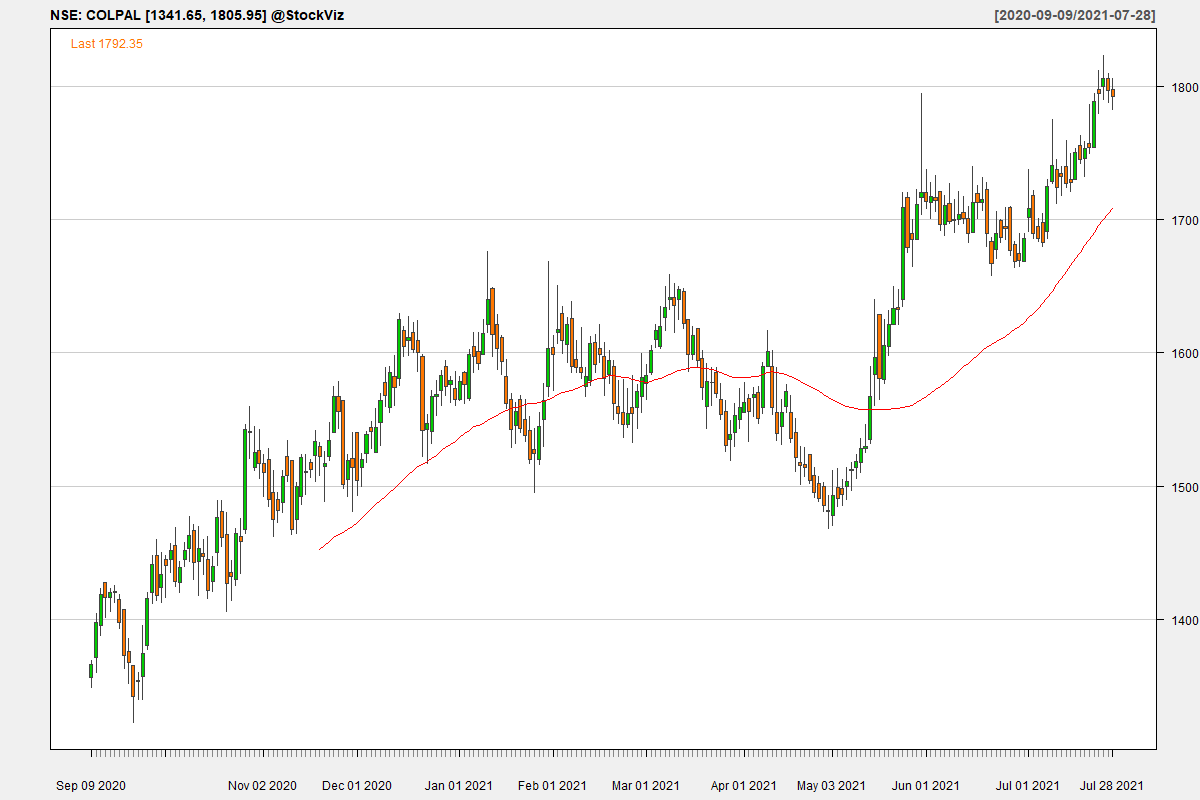 NSE: COLPAL [1341.65, 1805.95] @StockViz
[2020-09-09/2021-07-28]
Last 1792.35
1800
1700
1600
1500
1400
Sep 09 2020
Nov 02 2020
Dec 01 2020
Jan 01 2021
Feb 01 2021
Mar 01 2021
Apr 01 2021
May 03 2021
Jun 01 2021
Jul 01 2021
Jul 28 2021